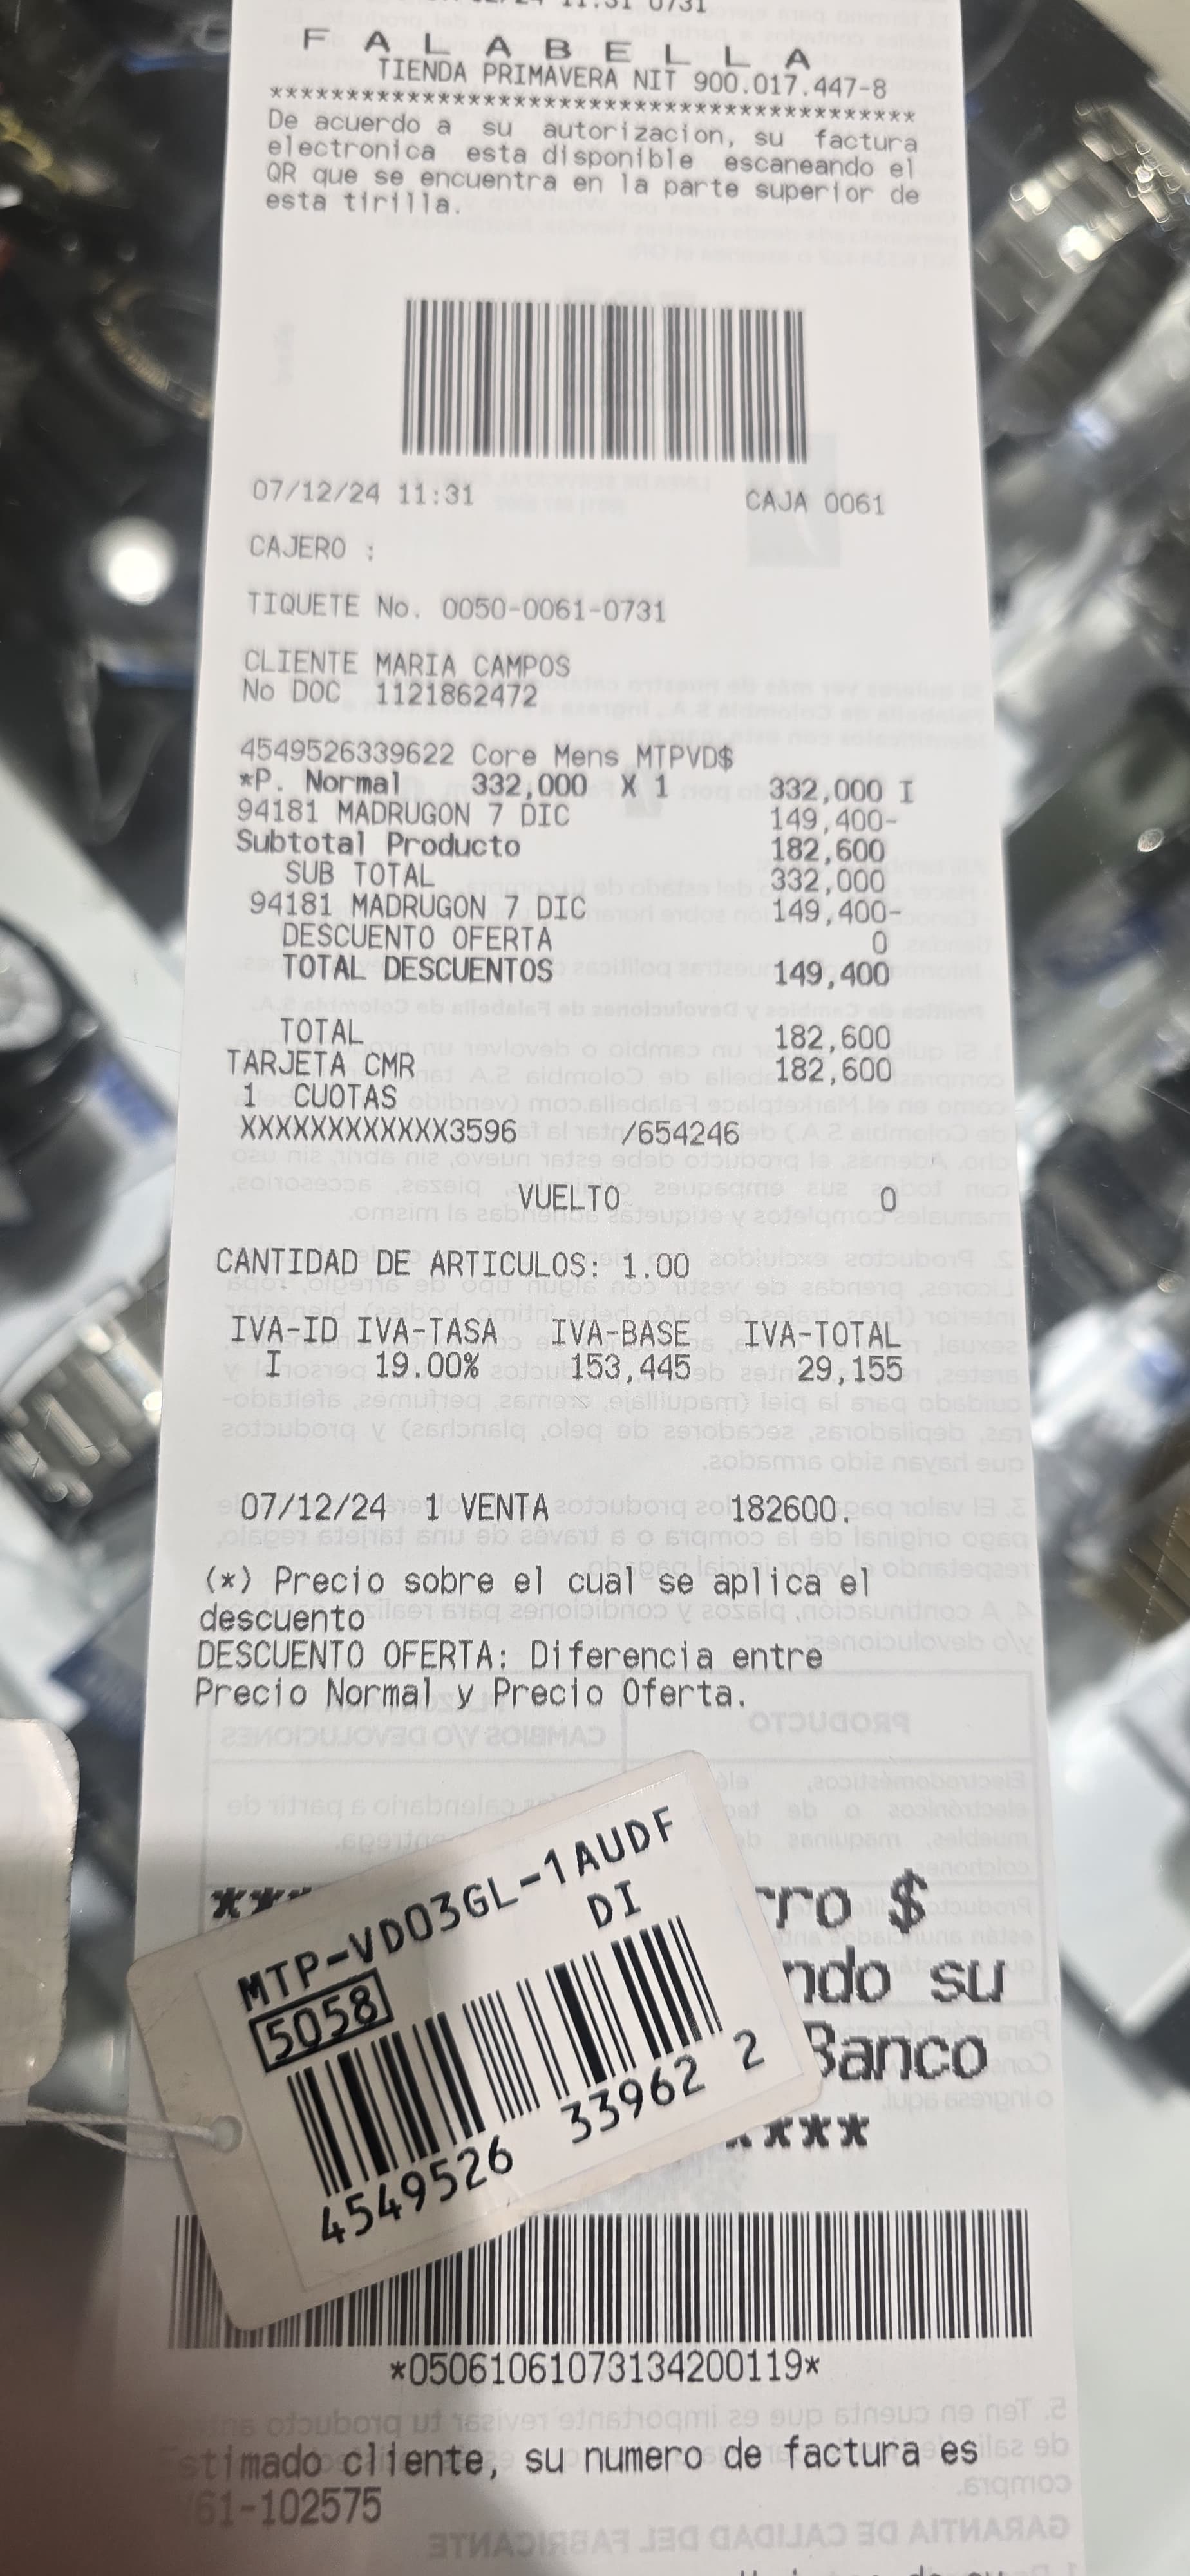 11:31 0731
F A L A B E L L A
TIENDA PRIMAVERA NIT 900.017.447-8
******************************************
De acuerdo a su autorizacion, su factura
electronica esta disponible escaneando el
QR que se encuentra en la parte superior de
esta tirilla.
07/12/24 11:31 CAJA 0061
CAJERO :
TIQUETE No. 0050-0061-0731
CLIENTE MARIA CAMPOS
No DOC 1121862472
4549526339622 Core Mens MTPVD$
*P. Normal 332,000 X 1 332,000 I
94181 MADRUGON 7 DIC 149,400-
Subtotal Producto 182,600
SUB TOTAL 332,000
94181 MADRUGON 7 DIC 149,400-
DESCUENTO OFERTA 0
TOTAL DESCUENTOS 149,400
TOTAL 182,600
TARJETA CMR 182,600
1 CUOTAS
XXXXXXXXXXXX3596 /654246
VUELTO 0
CANTIDAD DE ARTICULOS: 1.00
IVA-ID IVA-TASA IVA-BASE IVA-TOTAL
I 19.00% 153,445 29,155
07/12/24 1 VENTA 182600.
(*) Precio sobre el cual se aplica el
descuento
DESCUENTO OFERTA: Diferencia entre
Precio Normal y Precio Oferta.
MTP-VD03GL-1AUDF
DI
5058
4549526 33962 2
*** rro $
ndo su
Banco
****
*05061061073134200119*
Estimado cliente, su numero de factura es
61-102575